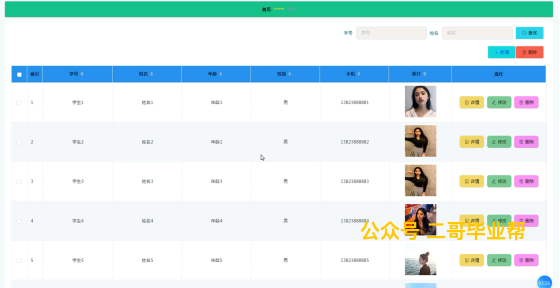 首页
学号 学号 姓名 姓名 查询
+ 新增 删除
索引 学号 姓名 年龄 性别 手机 照片 操作
1 学生1 姓名1 年龄1 男 13823888881 详情 修改 删除
2 学生2 姓名2 年龄2 男 13823888882 详情 修改 删除
3 学生3 姓名3 年龄3 男 13823888883 详情 修改 删除
4 学生4 姓名4 年龄4 男 13823888884 详情 修改 删除
公众号 二哥毕业帮
5 学生5 姓名5 年龄5 男 13823888885 详情 修改 删除